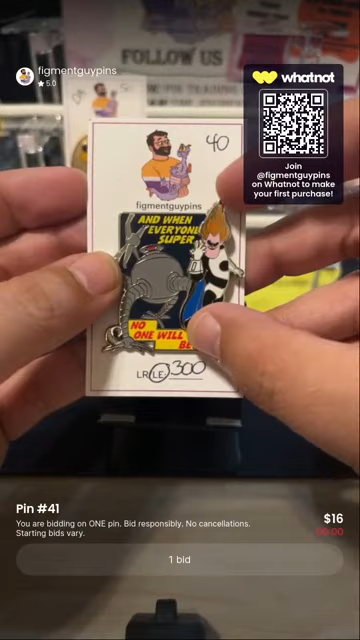 FOLLOW US
figmentguypins
5.0
whatnot
Join
@figmentguypins
on Whatnot to make
your first purchase!
40
figmentguypins
AND WHEN
"EVERYONE
SUPER
NO
ONE WILL
BE
LR/LE 300
Pin #41
$16
You are bidding on ONE pin. Bid responsibly. No cancellations.
Starting bids vary.
1 bid